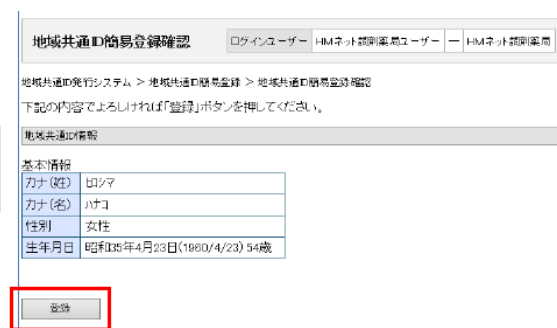 地域共通ID簡易登録確認
ログインユーザー HMネット調剤薬局ユーザー ー HMネット調剤薬局
地域共通ID発行システム > 地域共通ID簡易登録 > 地域共通ID簡易登録確認
下記の内容でよろしければ「登録」ボタンを押してください。
地域共通ID情報
基本情報
カナ(姓) ヒロシマ
カナ(名) ハナコ
性別 女性
生年月日 昭和35年4月23日(1960/4/23) 54歳
登録